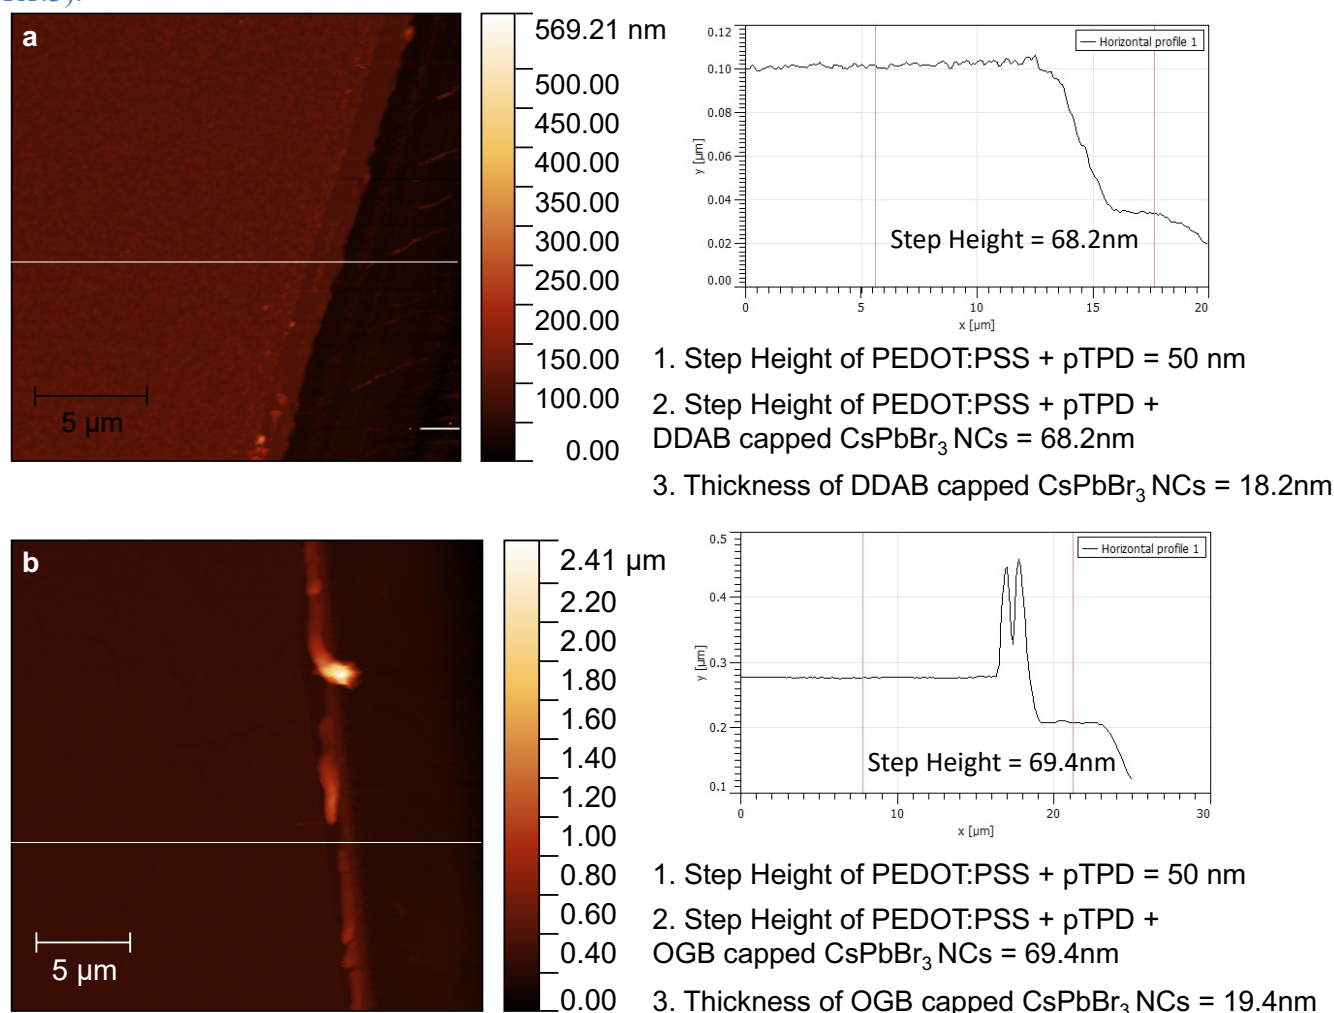 a
569.21 nm
500.00
450.00
400.00
350.00
300.00
250.00
200.00
150.00
100.00
0.00
5 µm
0.12
0.10
0.08
0.06
0.04
0.02
0.00
y [µm]
Horizontal profile 1
Step Height = 68.2nm
0
5
10
15
20
x [µm]
1. Step Height of PEDOT:PSS + pTPD = 50 nm
2. Step Height of PEDOT:PSS + pTPD +
DDAB capped CsPbBr₃ NCs = 68.2nm
3. Thickness of DDAB capped CsPbBr₃ NCs = 18.2nm
b
2.41 µm
2.20
2.00
1.80
1.60
1.40
1.20
1.00
0.80
0.60
0.40
0.00
5 µm
0.5
0.4
0.3
0.2
0.1
y [µm]
Horizontal profile 1
Step Height = 69.4nm
0
10
20
30
x [µm]
1. Step Height of PEDOT:PSS + pTPD = 50 nm
2. Step Height of PEDOT:PSS + pTPD +
OGB capped CsPbBr₃ NCs = 69.4nm
3. Thickness of OGB capped CsPbBr₃ NCs = 19.4nm